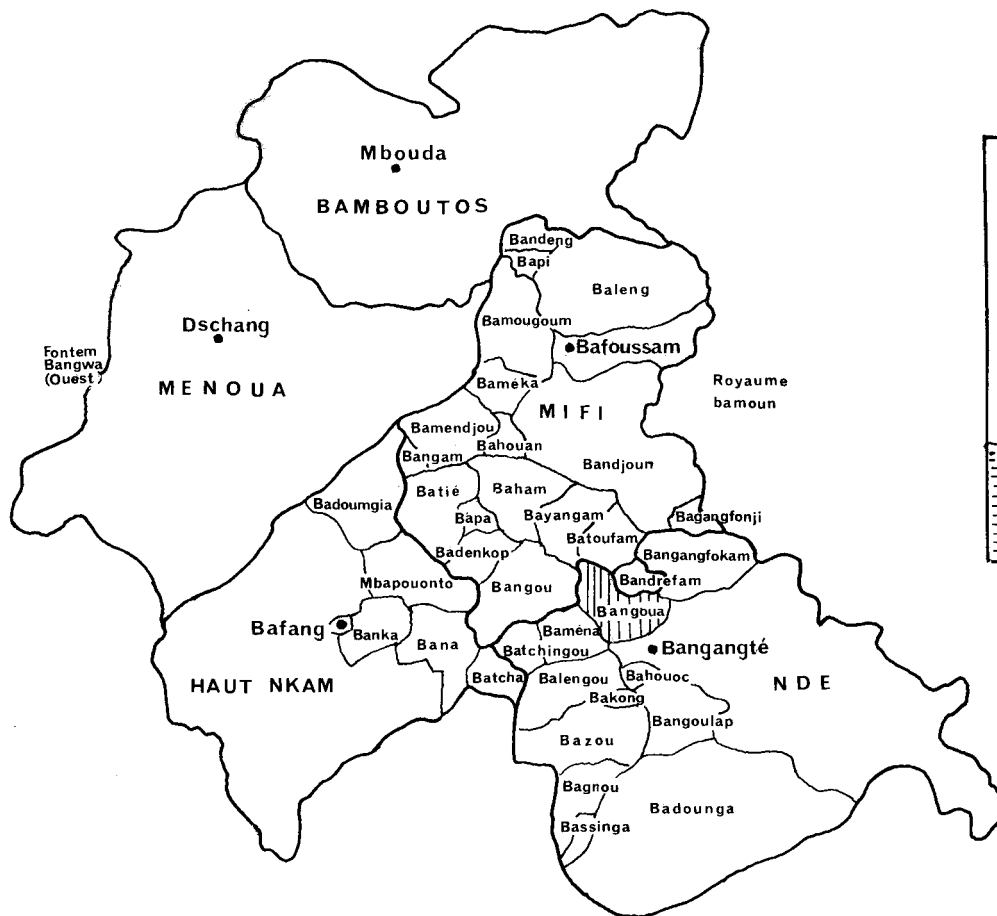 Mbouda
BAMBOUTOS
Bandeng
Bapi
Baleng
Bamougoum
Dschang
Bafoussam
Fontem
Bangwa
(Ouest)
MENOUA
Baméka
Royaume
bamoun
MIFI
Bamendjou
Bahouan
Bangam
Bandjoun
Batié
Baham
Badoumgia
Bapa
Bayangam
Bagangfonji
Badenkop
Batoufam
Bangangfokam
Mbapouonto
Bangou
Bandrefam
Bangoua
Bafang
Banka
Bana
Baména
Batchingou
Bangangté
HAUT NKAM
Batcha
Balengou
Bahouoc
NDE
Bakong
Bangoulap
Bazou
Bagnou
Badounga
Bassinga